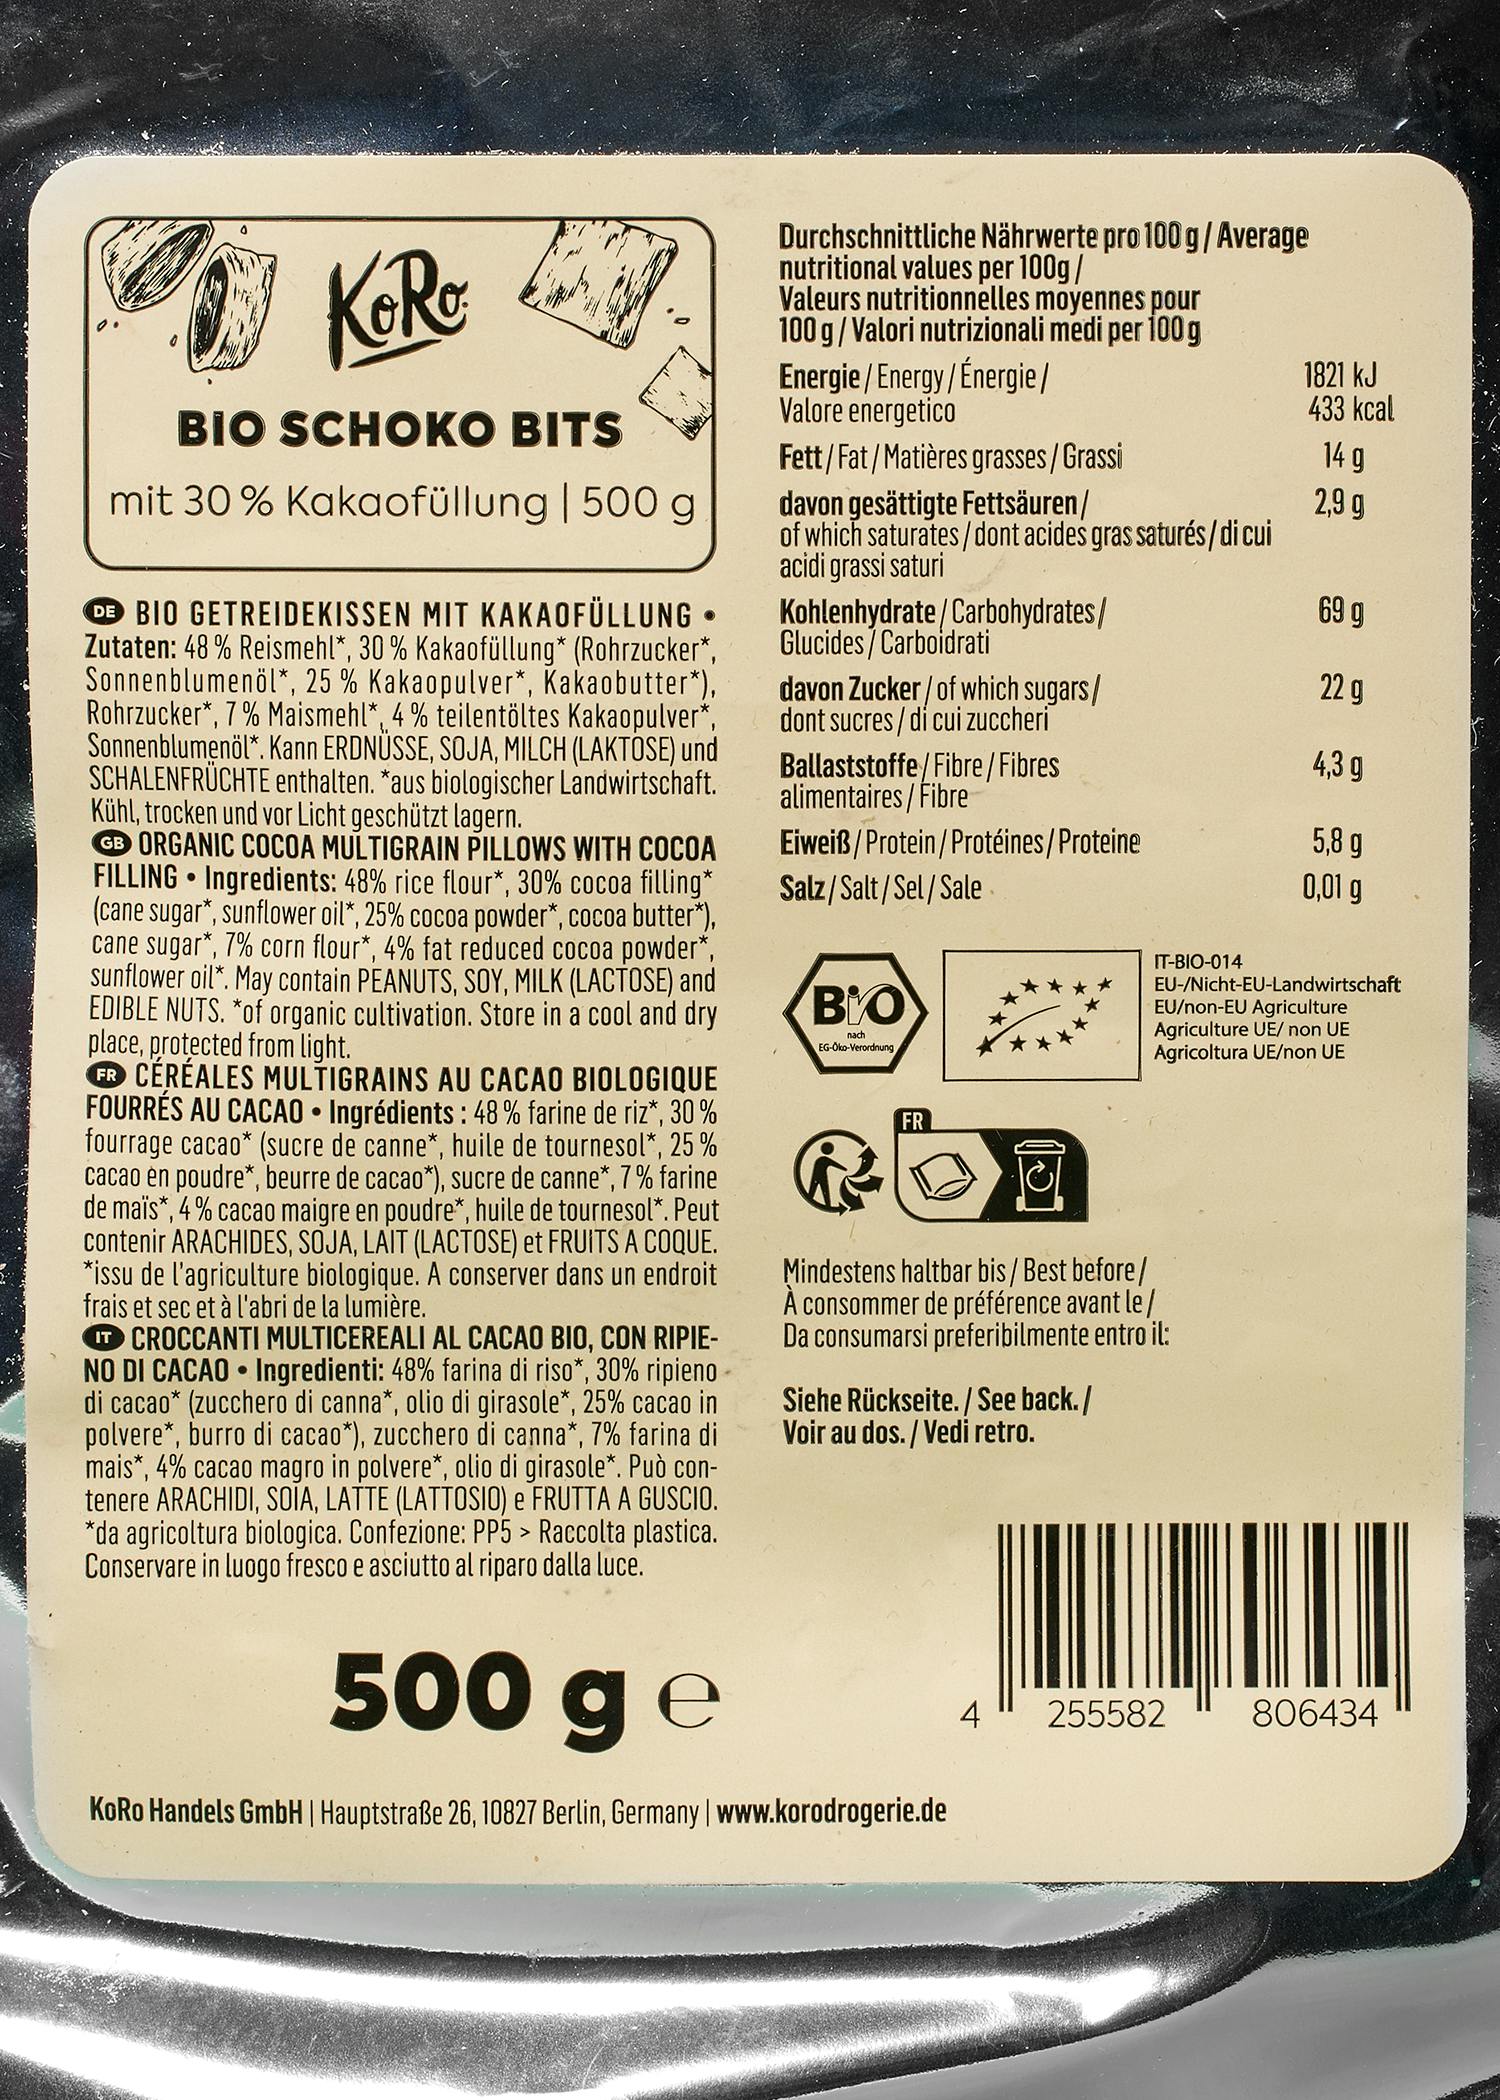 KoRo
BIO SCHOKO BITS
mit 30 % Kakaofüllung | 500 g
DE BIO GETREIDEKISSEN MIT KAKAOFÜLLUNG •
Zutaten: 48 % Reismehl*, 30 % Kakaofüllung* (Rohrzucker*,
Sonnenblumenöl*, 25 % Kakaopulver*, Kakaobutter*),
Rohrzucker*, 7 % Maismehl*, 4 % teilentöltes Kakaopulver*,
Sonnenblumenöl*. Kann ERDNÜSSE, SOJA, MILCH (LAKTOSE) und
SCHALENFRÜCHTE enthalten. *aus biologischer Landwirtschaft.
Kühl, trocken und vor Licht geschützt lagern.
GB ORGANIC COCOA MULTIGRAIN PILLOWS WITH COCOA
FILLING • Ingredients: 48% rice flour*, 30% cocoa filling*
(cane sugar*, sunflower oil*, 25% cocoa powder*, cocoa butter*),
cane sugar*, 7% corn flour*, 4% fat reduced cocoa powder*,
sunflower oil*. May contain PEANUTS, SOY, MILK (LACTOSE) and
EDIBLE NUTS. *of organic cultivation. Store in a cool and dry
place, protected from light.
FR CÉRÉALES MULTIGRAINS AU CACAO BIOLOGIQUE
FOURRÉS AU CACAO • Ingrédients : 48 % farine de riz*, 30 %
fourrage cacao* (sucre de canne*, huile de tournesol*, 25 %
cacao en poudre*, beurre de cacao*), sucre de canne*, 7 % farine
de maïs*, 4 % cacao maigre en poudre*, huile de tournesol*. Peut
contenir ARACHIDES, SOJA, LAIT (LACTOSE) et FRUITS A COQUE.
*issu de l'agriculture biologique. A conserver dans un endroit
frais et sec et à l'abri de la lumière.
IT CROCCANTI MULTICEREALI AL CACAO BIO, CON RIPIE-
NO DI CACAO • Ingredienti: 48% farina di riso*, 30% ripieno
di cacao* (zucchero di canna*, olio di girasole*, 25% cacao in
polvere*, burro di cacao*), zucchero di canna*, 7% farina di
mais*, 4% cacao magro in polvere*, olio di girasole*. Può con-
tenere ARACHIDI, SOIA, LATTE (LATTOSIO) e FRUTTA A GUSCIO.
*da agricoltura biologica. Confezione: PP5 > Raccolta plastica.
Conservare in luogo fresco e asciutto al riparo dalla luce.
500 g e
KoRo Handels GmbH | Hauptstraße 26, 10827 Berlin, Germany | www.korodrogerie.de
Durchschnittliche Nährwerte pro 100 g / Average
nutritional values per 100g /
Valeurs nutritionnelles moyennes pour
100 g / Valori nutrizionali medi per 100 g
Energie / Energy / Énergie / 1821 kJ
Valore energetico 433 kcal
Fett / Fat / Matières grasses / Grassi 14 g
davon gesättigte Fettsäuren / 2,9 g
of which saturates / dont acides gras saturés / di cui
acidi grassi saturi
Kohlenhydrate / Carbohydrates / 69 g
Glucides / Carboidrati
davon Zucker / of which sugars / 22 g
dont sucres / di cui zuccheri
Ballaststoffe / Fibre / Fibres 4,3 g
alimentaires / Fibre
Eiweiß / Protein / Protéines / Proteine 5,8 g
Salz / Salt / Sel / Sale 0,01 g
BiO
nach
EG-Öko-Verordnung
IT-BIO-014
EU-/Nicht-EU-Landwirtschaft
EU/non-EU Agriculture
Agriculture UE/ non UE
Agricoltura UE/non UE
FR
Mindestens haltbar bis / Best before /
À consommer de préférence avant le /
Da consumarsi preferibilmente entro il:
Siehe Rückseite. / See back. /
Voir au dos. / Vedi retro.
4 255582 806434